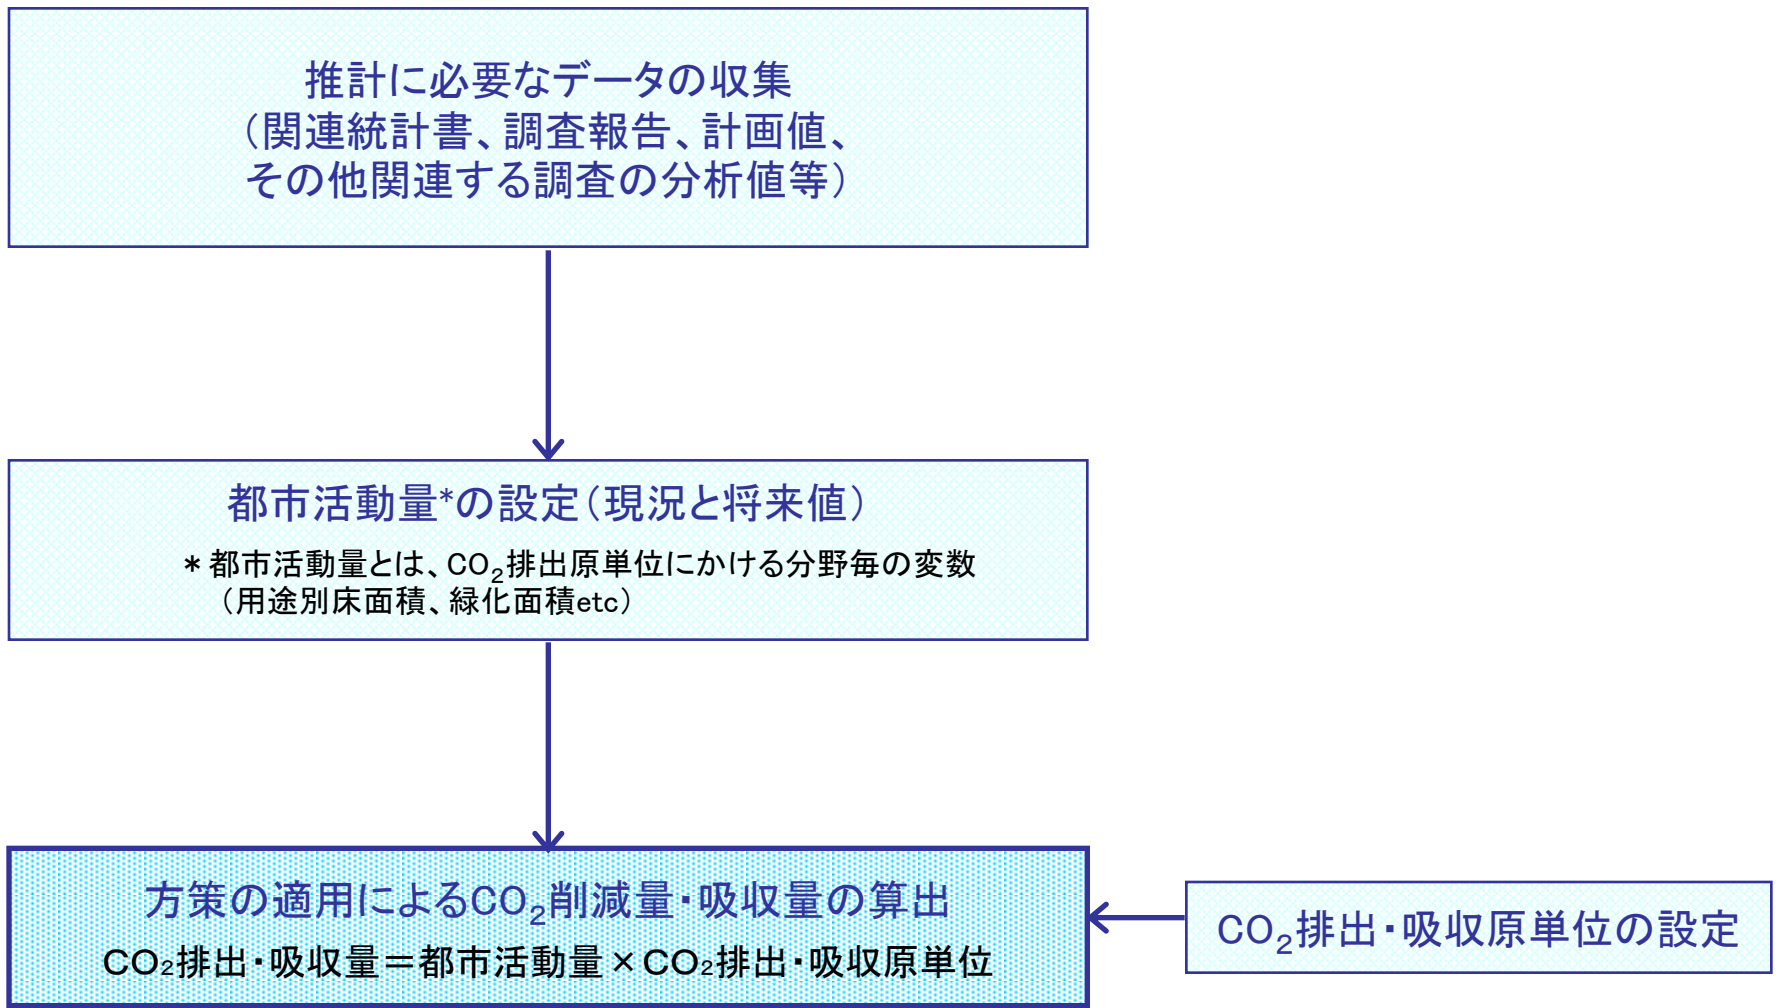 推計に必要なデータの収集
（関連統計書、調査報告、計画値、
その他関連する調査の分析値等）
都市活動量*の設定（現況と将来値）
＊都市活動量とは、CO₂排出原単位にかける分野毎の変数
（用途別床面積、緑化面積etc）
方策の適用によるCO₂削減量・吸収量の算出
CO₂排出・吸収量＝都市活動量×CO₂排出・吸収原単位
CO₂排出・吸収原単位の設定